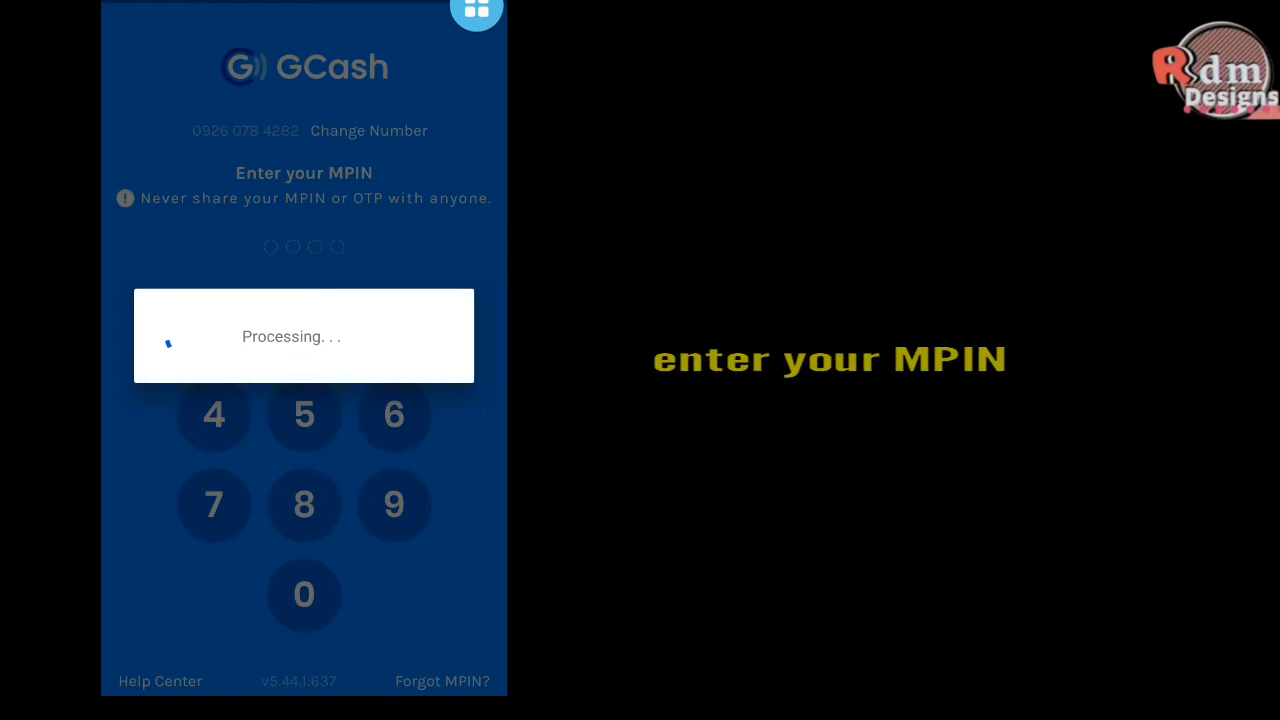 GCash
0926 078 4282 Change Number
Enter your MPIN
Never share your MPIN or OTP with anyone.
Processing. . .
4 5 6
7 8 9
0
Help Center v5.44.1:637 Forgot MPIN?
enter your MPIN
Rdm
Designs